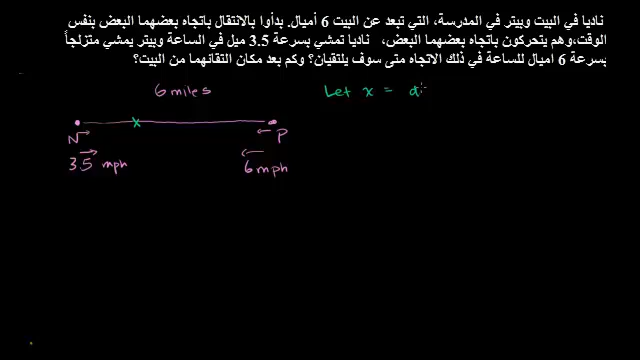 ناديا في البيت وبيتر في المدرسة، التي تبعد عن البيت 6 أميال. بدأوا بالانتقال باتجاه بعضهما البعض بنفس
الوقت،وهم يتحركون باتجاه بعضهما البعض، ناديا تمشي بسرعة 3.5 ميل في الساعة وبيتر يمشي متزلجاً
بسرعة 6 اميال للساعة في ذلك الاتجاه متى سوف يلتقيان؟ وكم بعد مكان التقائهما من البيت؟
6 miles Let x = di
x
N P
3.5 mph 6 mph